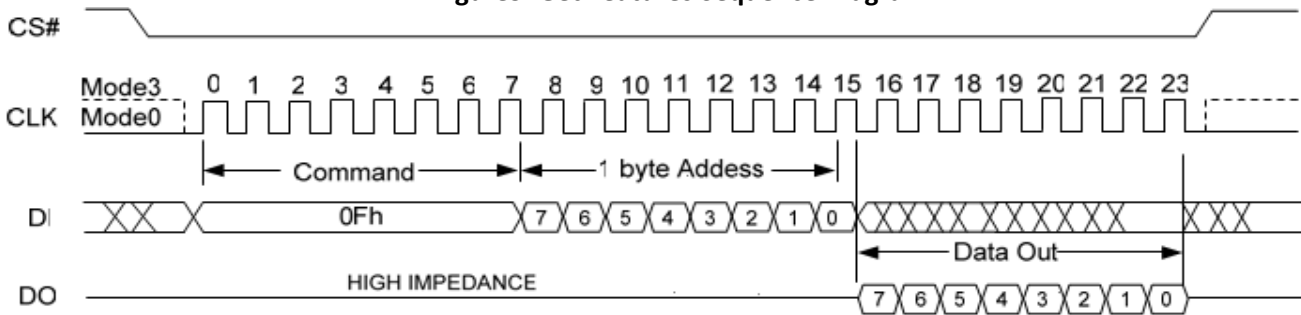 CS#
Mode3 0 1 2 3 4 5 6 7 8 9 10 11 12 13 14 15 16 17 18 19 20 21 22 23
CLK Mode0
Command 1 byte Addess
DI 0Fh 7 6 5 4 3 2 1 0
Data Out
HIGH IMPEDANCE
DO 7 6 5 4 3 2 1 0